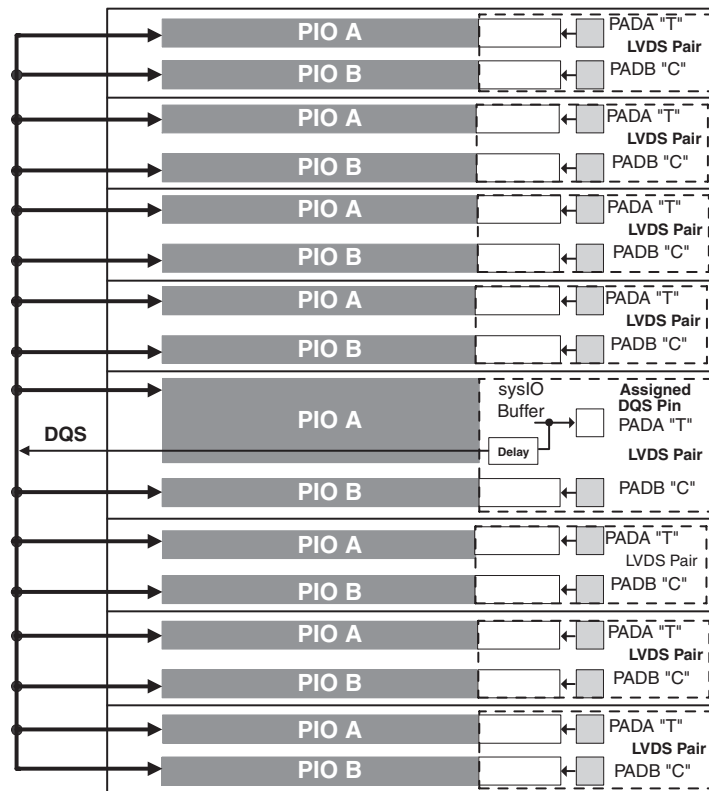 PIO A
PADA "T"
LVDS Pair
PIO B
PADB "C"
PIO A
PADA "T"
LVDS Pair
PIO B
PADB "C"
PIO A
PADA "T"
LVDS Pair
PIO B
PADB "C"
PIO A
PADA "T"
LVDS Pair
PIO B
PADB "C"
sysIO
Buffer
Assigned
DQS Pin
PIO A
PADA "T"
DQS
Delay
LVDS Pair
PIO B
PADB "C"
PIO A
PADA "T"
LVDS Pair
PIO B
PADB "C"
PIO A
PADA "T"
LVDS Pair
PIO B
PADB "C"
PIO A
PADA "T"
LVDS Pair
PIO B
PADB "C"